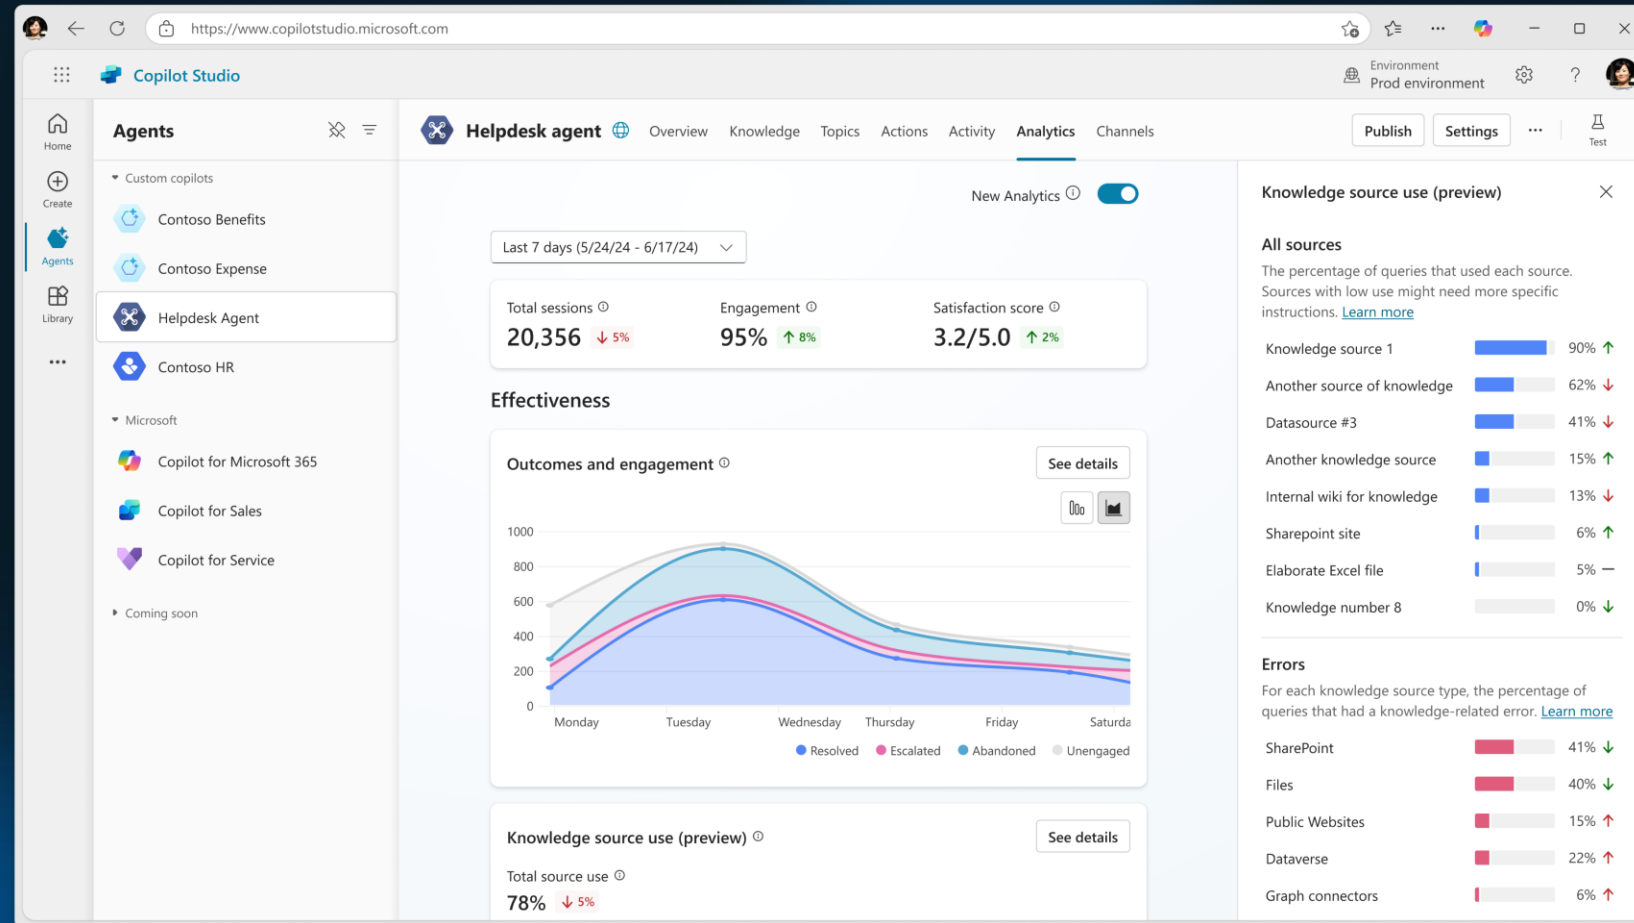 https://www.copilotstudio.microsoft.com
Copilot Studio
Environment
Prod environment
?
Home
Create
Agents
Library
Agents
Custom copilots
Contoso Benefits
Contoso Expense
Helpdesk Agent
Contoso HR
Microsoft
Copilot for Microsoft 365
Copilot for Sales
Copilot for Service
Coming soon
Helpdesk agent
Overview Knowledge Topics Actions Activity Analytics Channels
Publish Settings
Test
New Analytics
Last 7 days (5/24/24 - 6/17/24)
Total sessions Engagement Satisfaction score
20,356 ↓ 5% 95% ↑ 8% 3.2/5.0 ↑ 2%
Effectiveness
Outcomes and engagement See details
1000
800
600
400
200
0
Monday Tuesday Wednesday Thursday Friday Saturda
Resolved Escalated Abandoned Unengaged
Knowledge source use (preview) See details
Total source use
78% ↓ 5%
Knowledge source use (preview)
All sources
The percentage of queries that used each source.
Sources with low use might need more specific
instructions. Learn more
Knowledge source 1 90% ↑
Another source of knowledge 62% ↓
Datasource #3 41% ↓
Another knowledge source 15% ↑
Internal wiki for knowledge 13% ↓
Sharepoint site 6% ↑
Elaborate Excel file 5% —
Knowledge number 8 0% ↓
Errors
For each knowledge source type, the percentage of
queries that had a knowledge-related error. Learn more
SharePoint 41% ↓
Files 40% ↓
Public Websites 15% ↑
Dataverse 22% ↑
Graph connectors 6% ↑